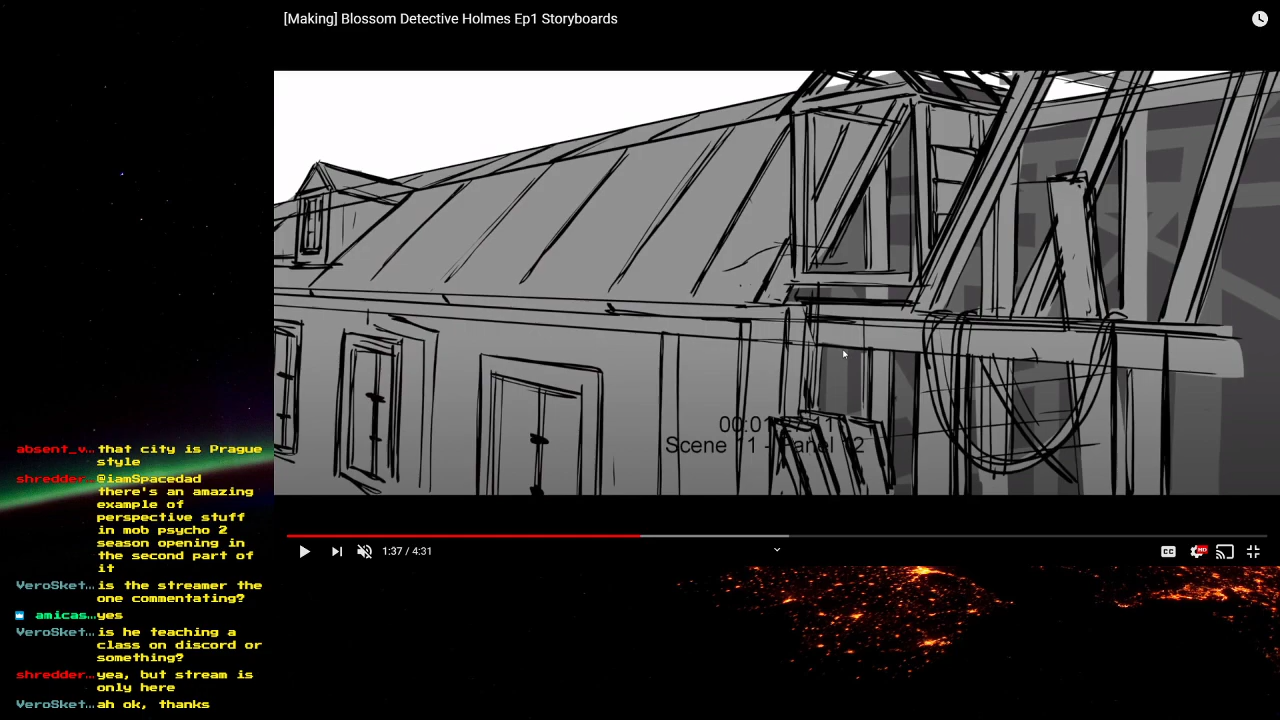 [Making] Blossom Detective Holmes Ep1 Storyboards
Panel 12
1:37 / 4:31
CC
HD
absent_v… that city is Prague
style
shredder… @iamSpacedad
there's an amazing
example of
perspective stuff
in mob psycho 2
season opening in
the second part of
it
VeroSket… is the streamer the
one commentating?
amicas… yes
VeroSket… is he teaching a
class on discord or
something?
shredder… yea, but stream is
only here
VeroSket… ah ok, thanks